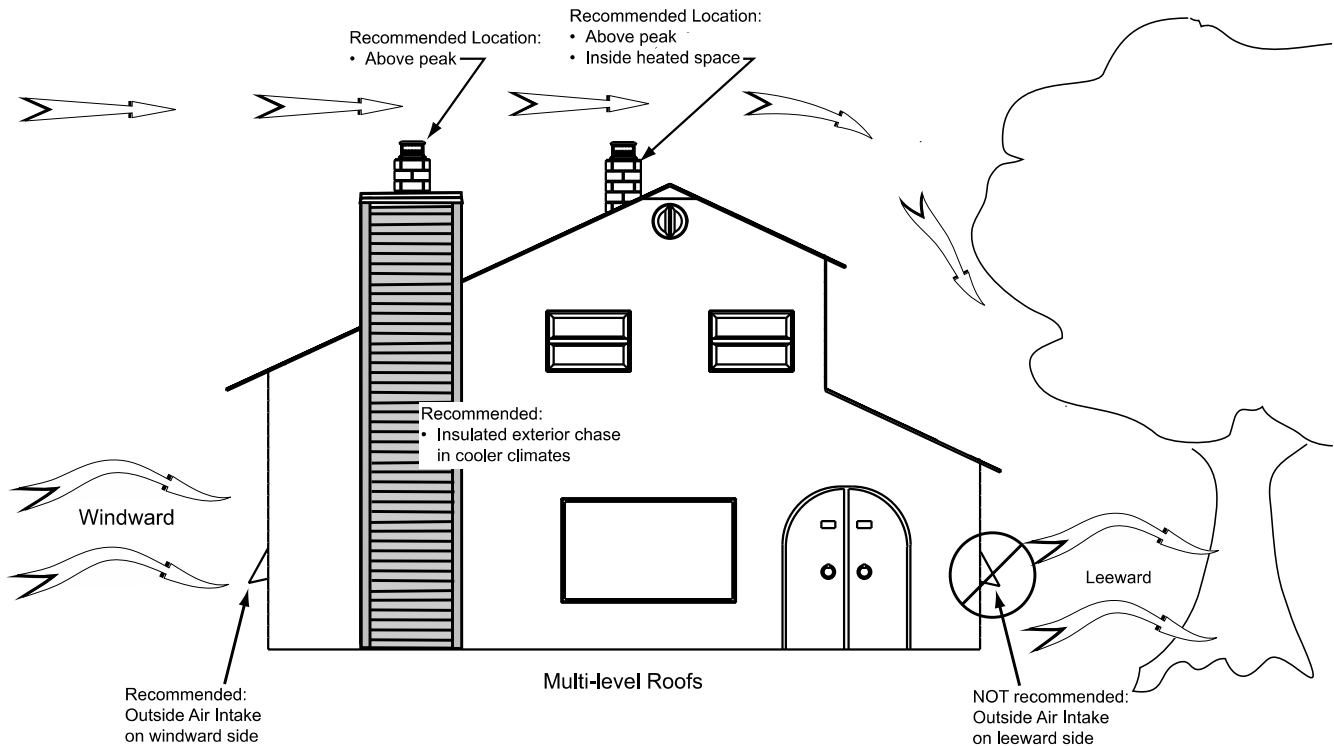 Recommended Location:
• Above peak
Recommended Location:
• Above peak
• Inside heated space
Recommended:
• Insulated exterior chase
in cooler climates
Windward
Leeward
Multi-level Roofs
Recommended:
Outside Air Intake
on windward side
NOT recommended:
Outside Air Intake
on leeward side